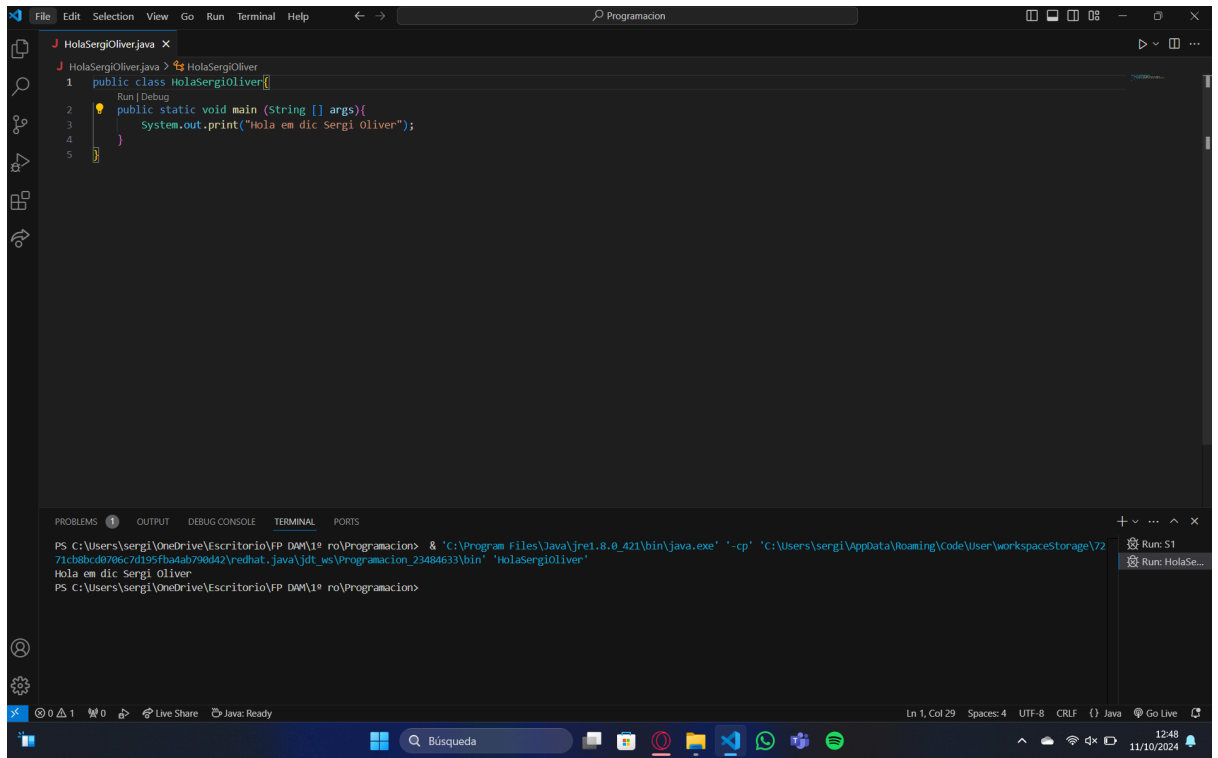 File Edit Selection View Go Run Terminal Help
Programacion
J HolaSergiOliver.java
J HolaSergiOliver.java > HolaSergiOliver
1 public class HolaSergiOliver{
Run | Debug
2 public static void main (String [] args){
3 System.out.print("Hola em dic Sergi Oliver");
4 }
5 }
PROBLEMS 1 OUTPUT DEBUG CONSOLE TERMINAL PORTS
PS C:\Users\sergi\OneDrive\Escritorio\FP DAM\1º ro\Programacion> & 'C:\Program Files\Java\jre1.8.0_421\bin\java.exe' '-cp' 'C:\Users\sergi\AppData\Roaming\Code\User\workspaceStorage\72
71cb8bcd0706c7d195fba4ab790d42\redhat.java\jdt_ws\Programacion_23484633\bin' 'HolaSergiOliver'
Hola em dic Sergi Oliver
PS C:\Users\sergi\OneDrive\Escritorio\FP DAM\1º ro\Programacion>
Run: S1
Run: HolaSe...
0 1 0 Live Share Java: Ready
Ln 1, Col 29 Spaces: 4 UTF-8 CRLF {} Java Go Live
Búsqueda
12:48
11/10/2024